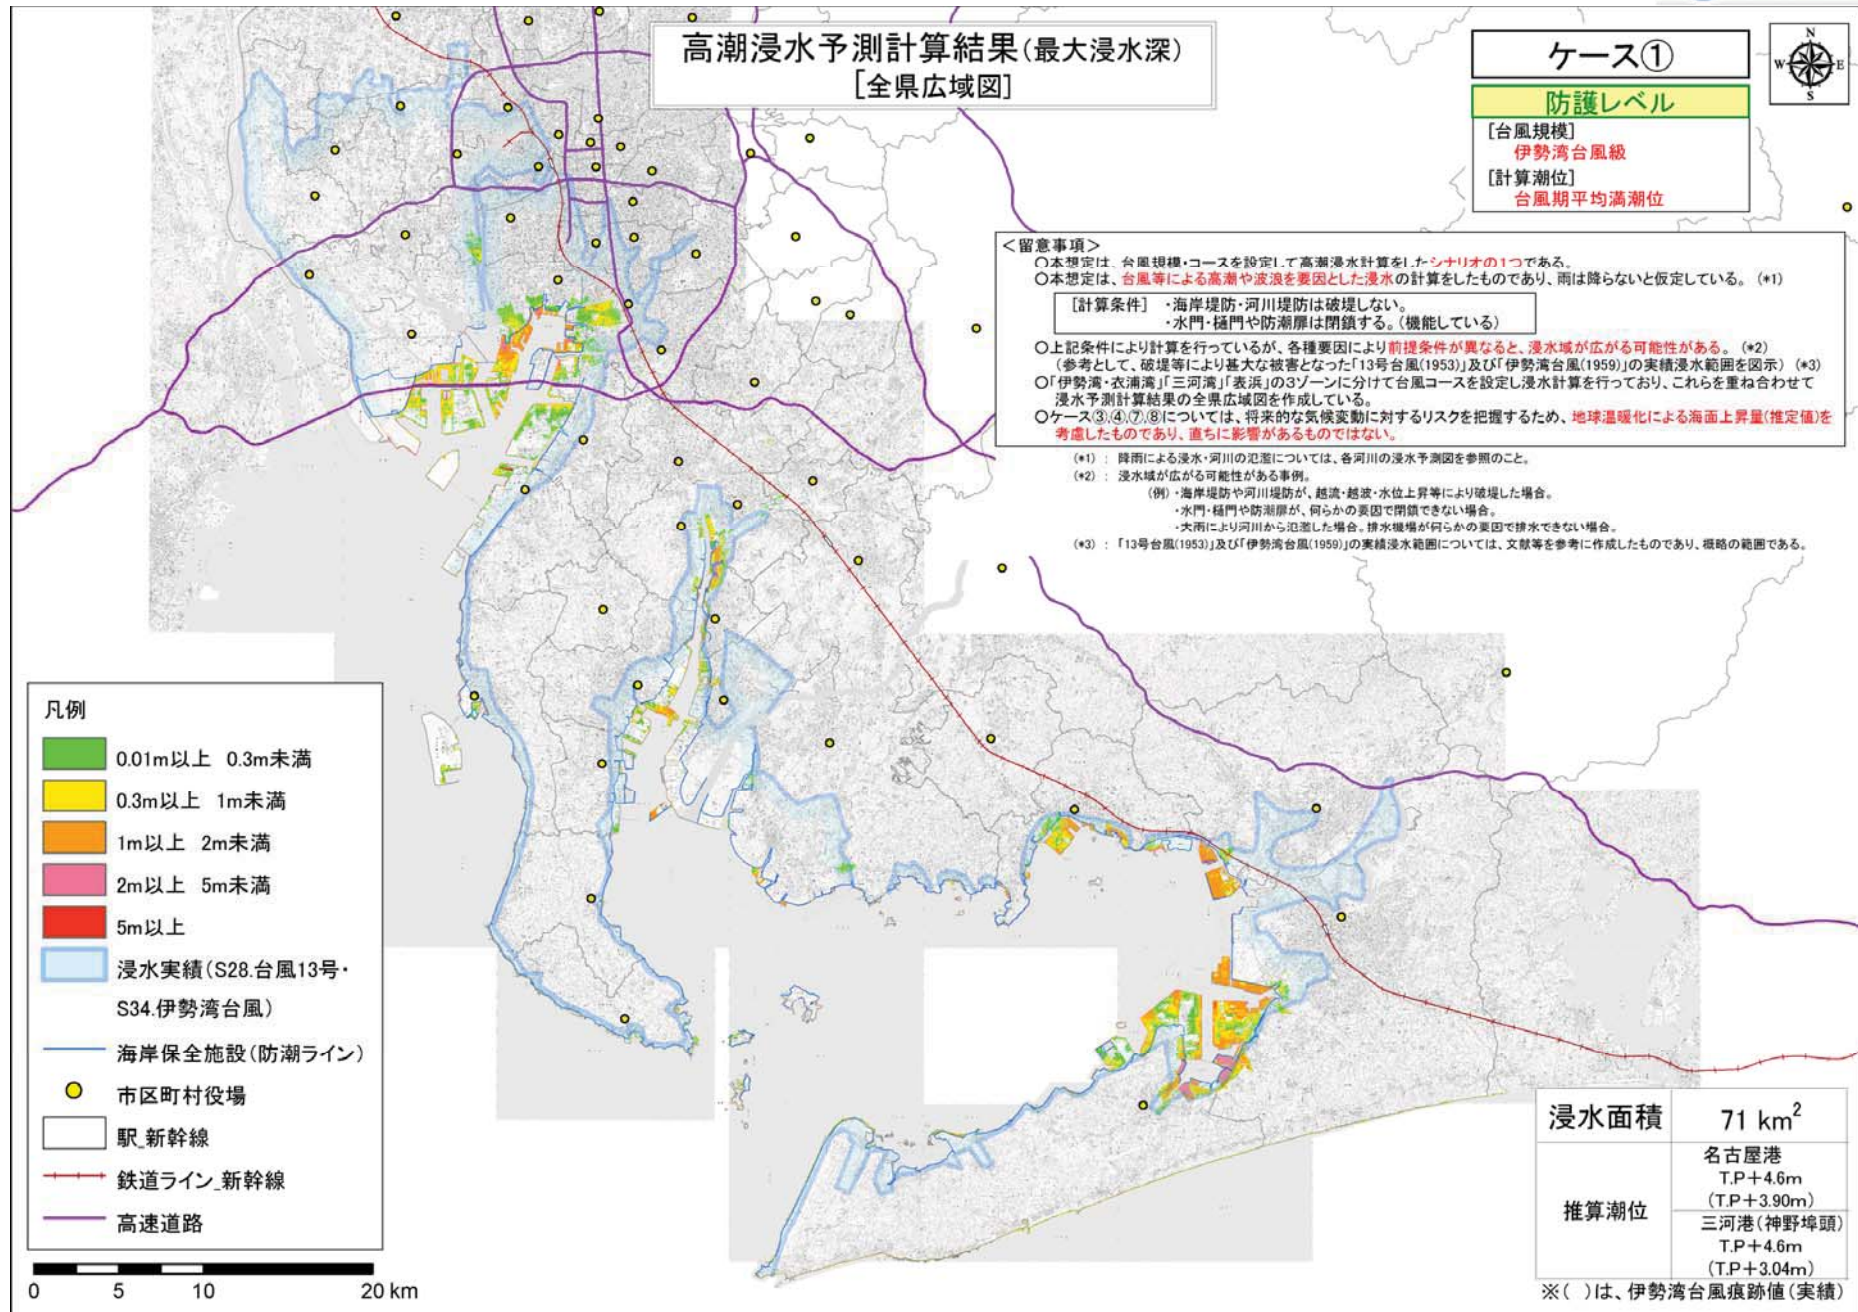 高潮浸水予測計算結果(最大浸水深)
[全県広域図]
ケース①
防護レベル
[台風規模]
伊勢湾台風級
[計算潮位]
台風期平均満潮位
N
W E
S
<留意事項>
○本想定は、台風規模・コースを設定して高潮浸水計算をしたシナリオの1つである。
○本想定は、台風等による高潮や波浪を要因とした浸水の計算をしたものであり、雨は降らないと仮定している。(*1)
[計算条件] ・海岸堤防・河川堤防は破堤しない。
・水門・樋門や防潮扉は閉鎖する。(機能している)
○上記条件により計算を行っているが、各種要因により前提条件が異なると、浸水域が広がる可能性がある。(*2)
(参考として、破堤等により甚大な被害となった「13号台風(1953)」及び「伊勢湾台風(1959)」の実績浸水範囲を図示)(*3)
○「伊勢湾・衣浦湾」「三河湾」「表浜」の3ゾーンに分けて台風コースを設定し浸水計算を行っており、これらを重ね合わせて
浸水予測計算結果の全県広域図を作成している。
○ケース③,④,⑦,⑧については、将来的な気候変動に対するリスクを把握するため、地球温暖化による海面上昇量(推定値)を
考慮したものであり、直ちに影響があるものではない。
(*1) : 降雨による浸水・河川の氾濫については、各河川の浸水予測図を参照のこと。
(*2) : 浸水域が広がる可能性がある事例。
(例)・海岸堤防や河川堤防が、越流・越波・水位上昇等により破堤した場合。
・水門・樋門や防潮扉が、何らかの要因で閉鎖できない場合。
・大雨により河川から氾濫した場合。排水機場が何らかの要因で排水できない場合。
(*3) : 「13号台風(1953)」及び「伊勢湾台風(1959)」の実績浸水範囲については、文献等を参考に作成したものであり、概略の範囲である。
凡例
0.01m以上 0.3m未満
0.3m以上 1m未満
1m以上 2m未満
2m以上 5m未満
5m以上
浸水実績(S28.台風13号・
S34.伊勢湾台風)
海岸保全施設(防潮ライン)
市区町村役場
駅_新幹線
鉄道ライン_新幹線
高速道路
0 5 10 20 km
浸水面積 71 km²
推算潮位
名古屋港
T.P+4.6m
(T.P+3.90m)
三河港(神野埠頭)
T.P+4.6m
(T.P+3.04m)
※( )は、伊勢湾台風痕跡値(実績)